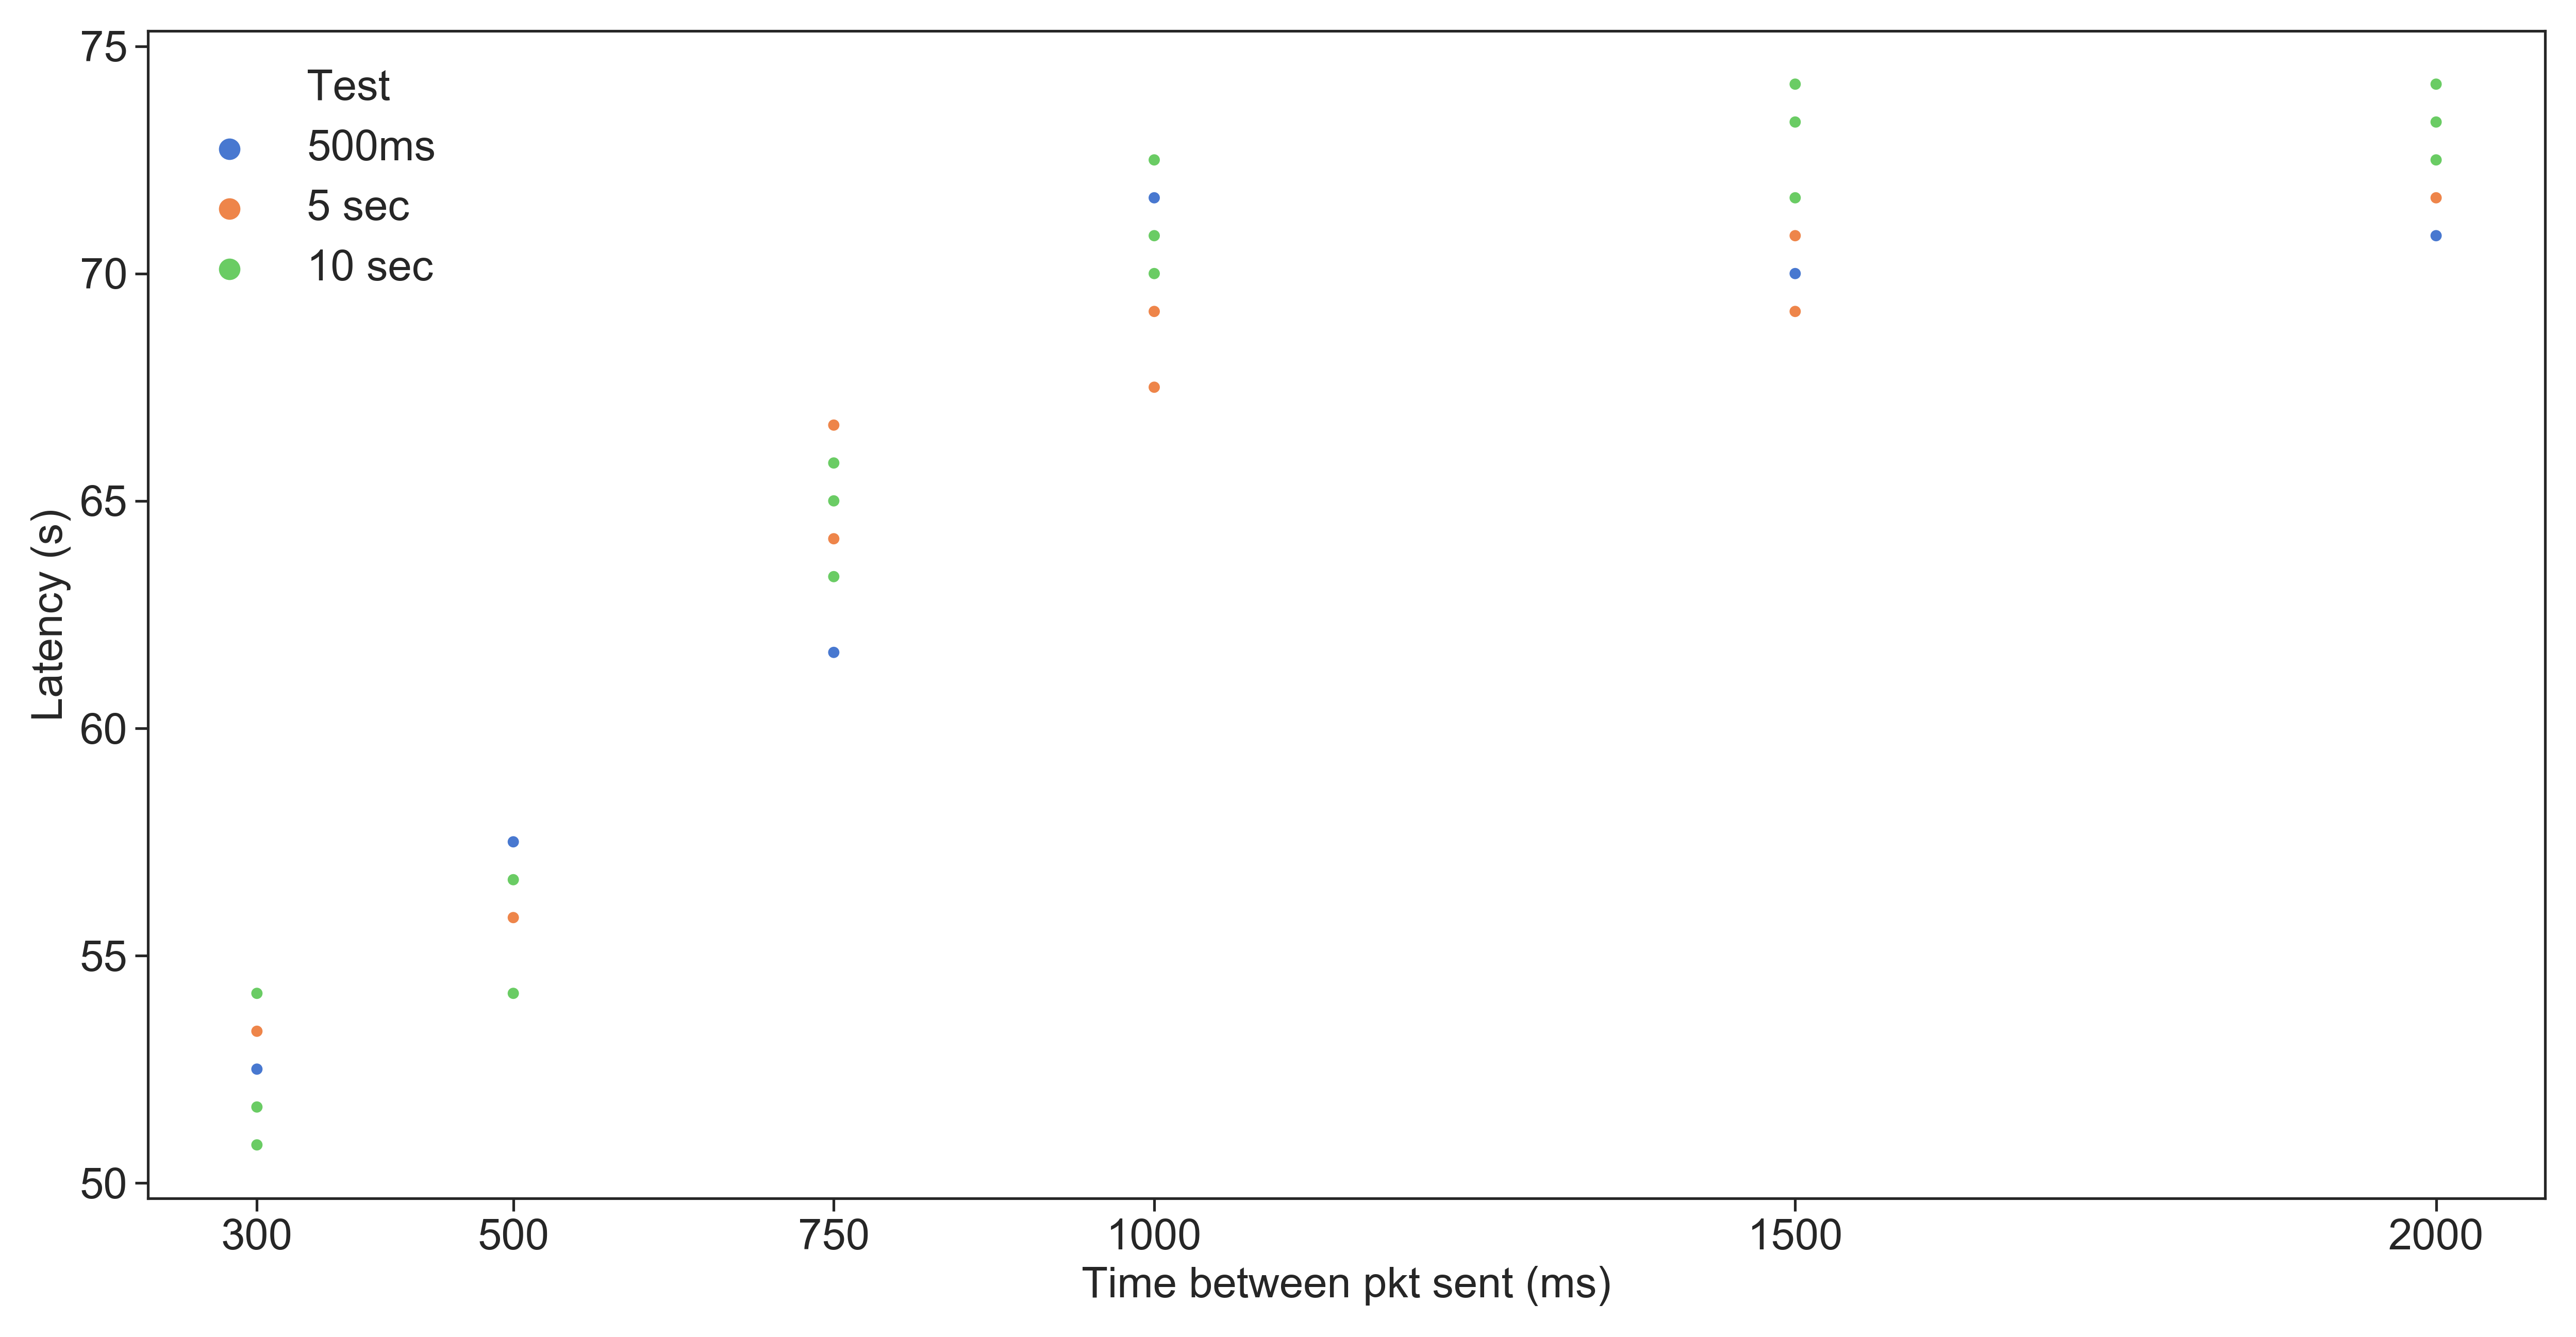 75
70
65
60
55
50
Latency (s)
Test
500ms
5 sec
10 sec
300 500 750 1000 1500 2000
Time between pkt sent (ms)